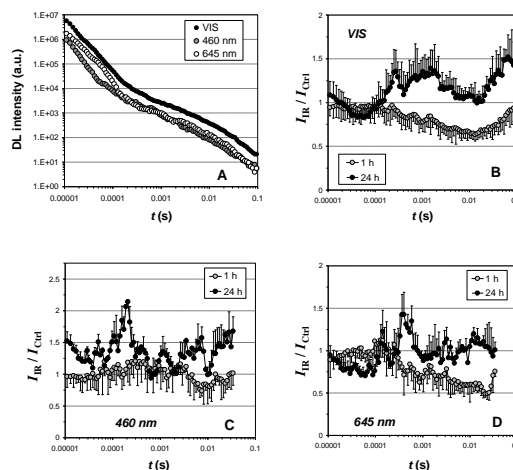 DL intensity (a.u.)
1.E+07
1.E+06
1.E+05
1.E+04
1.E+03
1.E+02
1.E+01
1.E+00
VIS
460 nm
645 nm
A
0.00001
0.0001
0.001
0.01
0.1
t (s)
I_IR / I_Ctrl
2
1.5
1
0.5
0
VIS
1 h
24 h
B
0.00001
0.0001
0.001
0.01
0.1
t (s)
I_IR / I_Ctrl
2.5
2
1.5
1
0.5
0
1 h
24 h
460 nm
C
0.00001
0.0001
0.001
0.01
0.1
t (s)
I_IR / I_Ctrl
2
1.5
1
0.5
0
1 h
24 h
645 nm
D
0.00001
0.0001
0.001
0.01
0.1
t (s)